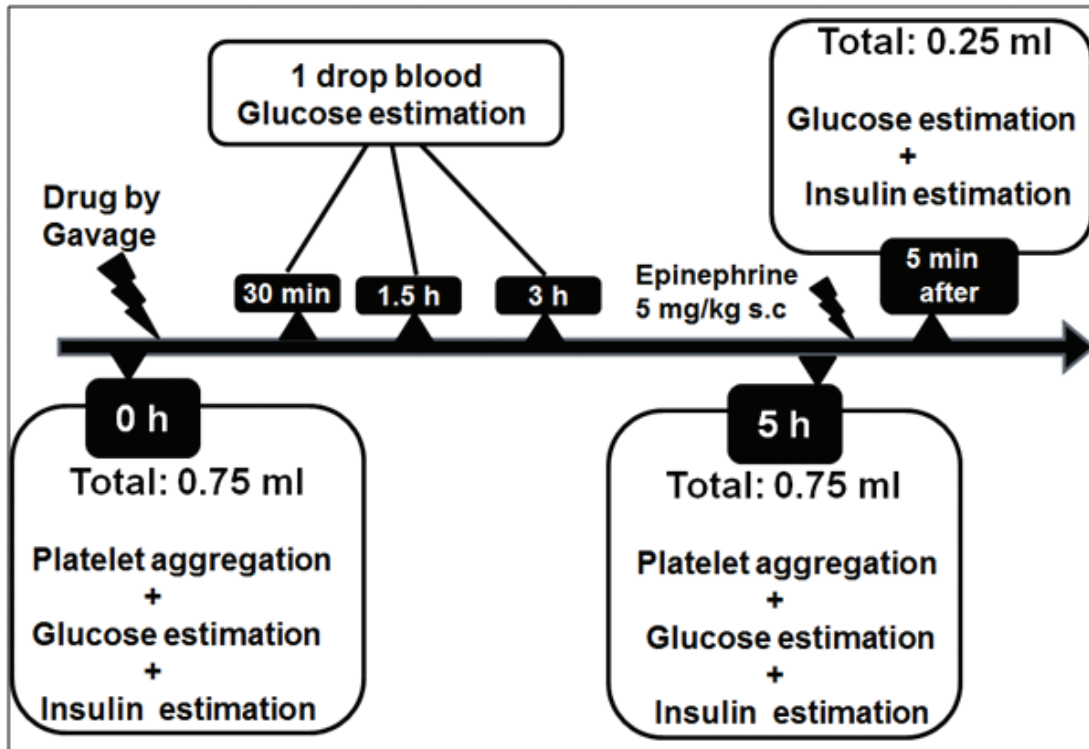 1 drop blood
Glucose estimation
Total: 0.25 ml
Glucose estimation
+
Insulin estimation
Drug by
Gavage
30 min
1.5 h
3 h
Epinephrine
5 mg/kg s.c
5 min
after
0 h
Total: 0.75 ml
Platelet aggregation
+
Glucose estimation
+
Insulin estimation
5 h
Total: 0.75 ml
Platelet aggregation
+
Glucose estimation
+
Insulin estimation